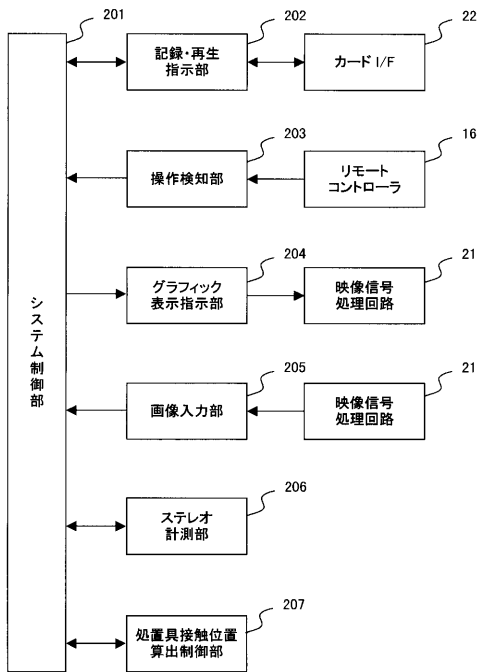 201
システム制御部
202
記録・再生
指示部
22
カード I/F
203
操作検知部
16
リモート
コントローラ
204
グラフィック
表示指示部
21
映像信号
処理回路
205
画像入力部
21
映像信号
処理回路
206
ステレオ
計測部
207
処置具接触位置
算出制御部